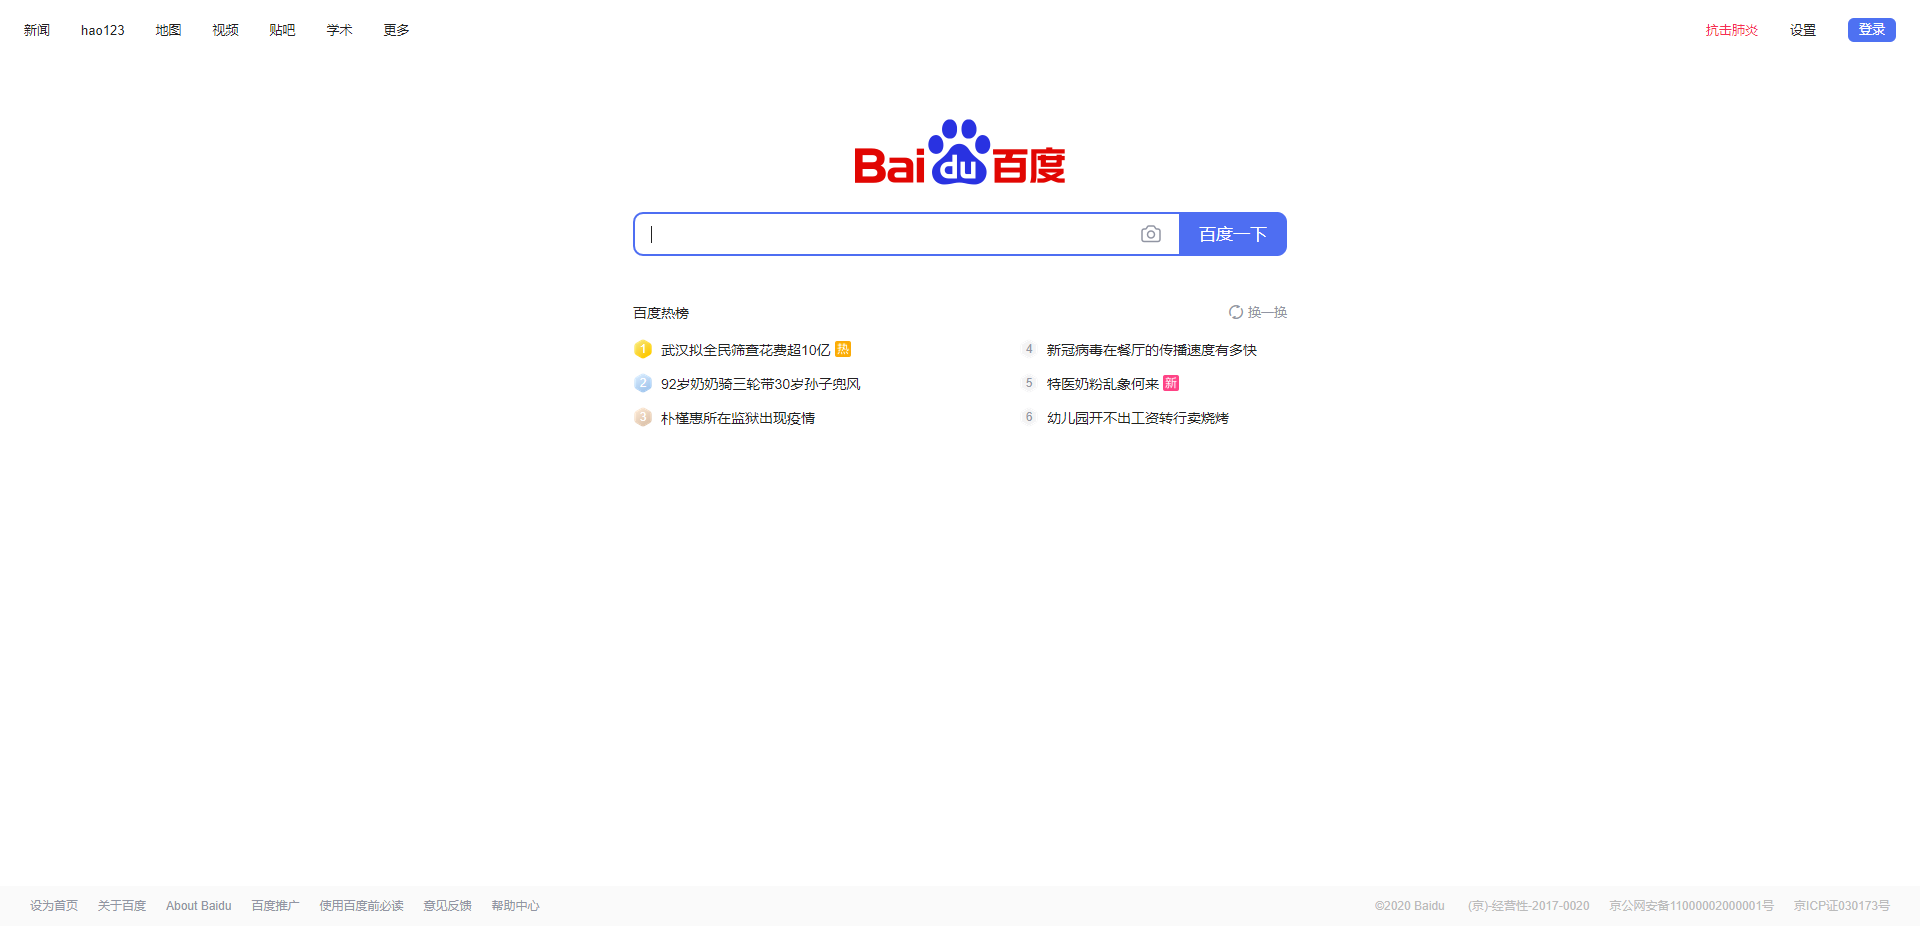 新闻 hao123 地图 视频 贴吧 学术 更多 抗击肺炎 设置 登录
Bai du 百度
百度一下
百度热榜 换一换
1 武汉拟全民筛查花费超10亿 热
2 92岁奶奶骑三轮带30岁孙子兜风
3 朴槿惠所在监狱出现疫情
4 新冠病毒在餐厅的传播速度有多快
5 特医奶粉乱象何来 新
6 幼儿园开不出工资转行卖烧烤
设为首页 关于百度 About Baidu 百度推广 使用百度前必读 意见反馈 帮助中心 ©2020 Baidu (京)-经营性-2017-0020 京公网安备11000002000001号 京ICP证030173号